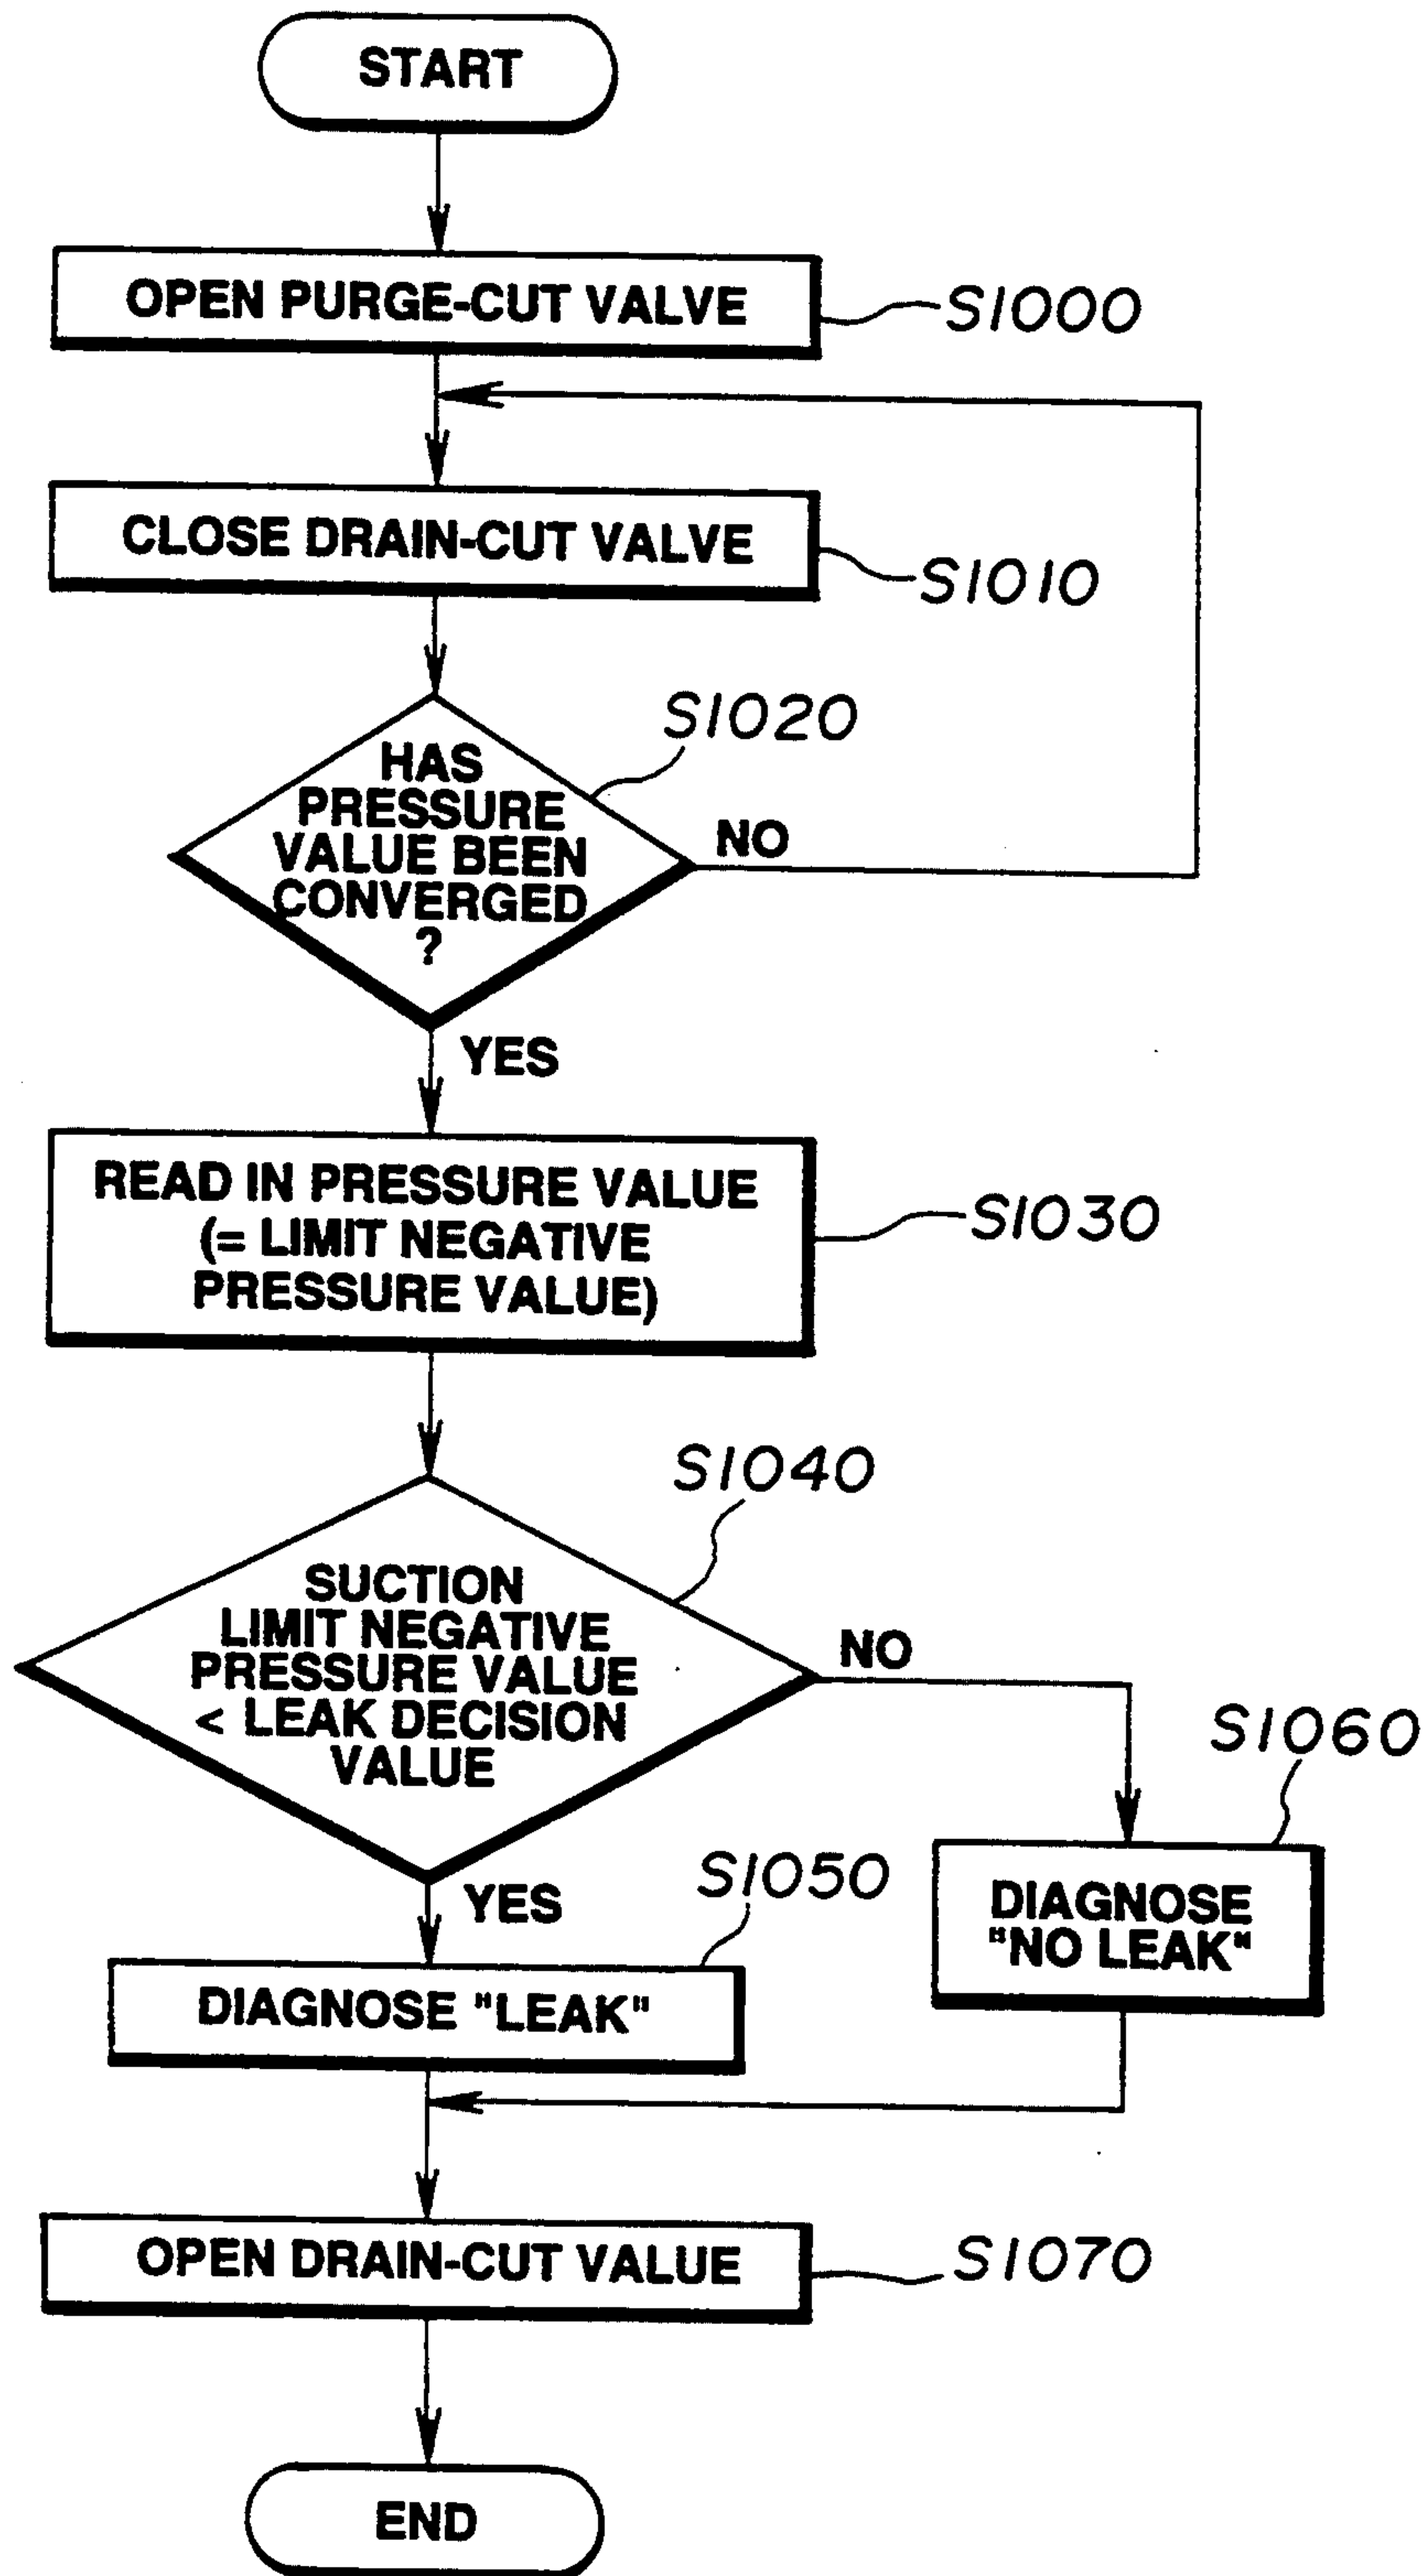 START
OPEN PURGE-CUT VALVE
S1000
CLOSE DRAIN-CUT VALVE
S1010
S1020
HAS
PRESSURE
VALUE BEEN
CONVERGED
?
NO
YES
READ IN PRESSURE VALUE
(= LIMIT NEGATIVE
PRESSURE VALUE)
S1030
S1040
SUCTION
LIMIT NEGATIVE
PRESSURE VALUE
< LEAK DECISION
VALUE
NO
YES
S1060
DIAGNOSE
"NO LEAK"
S1050
DIAGNOSE "LEAK"
OPEN DRAIN-CUT VALUE
S1070
END